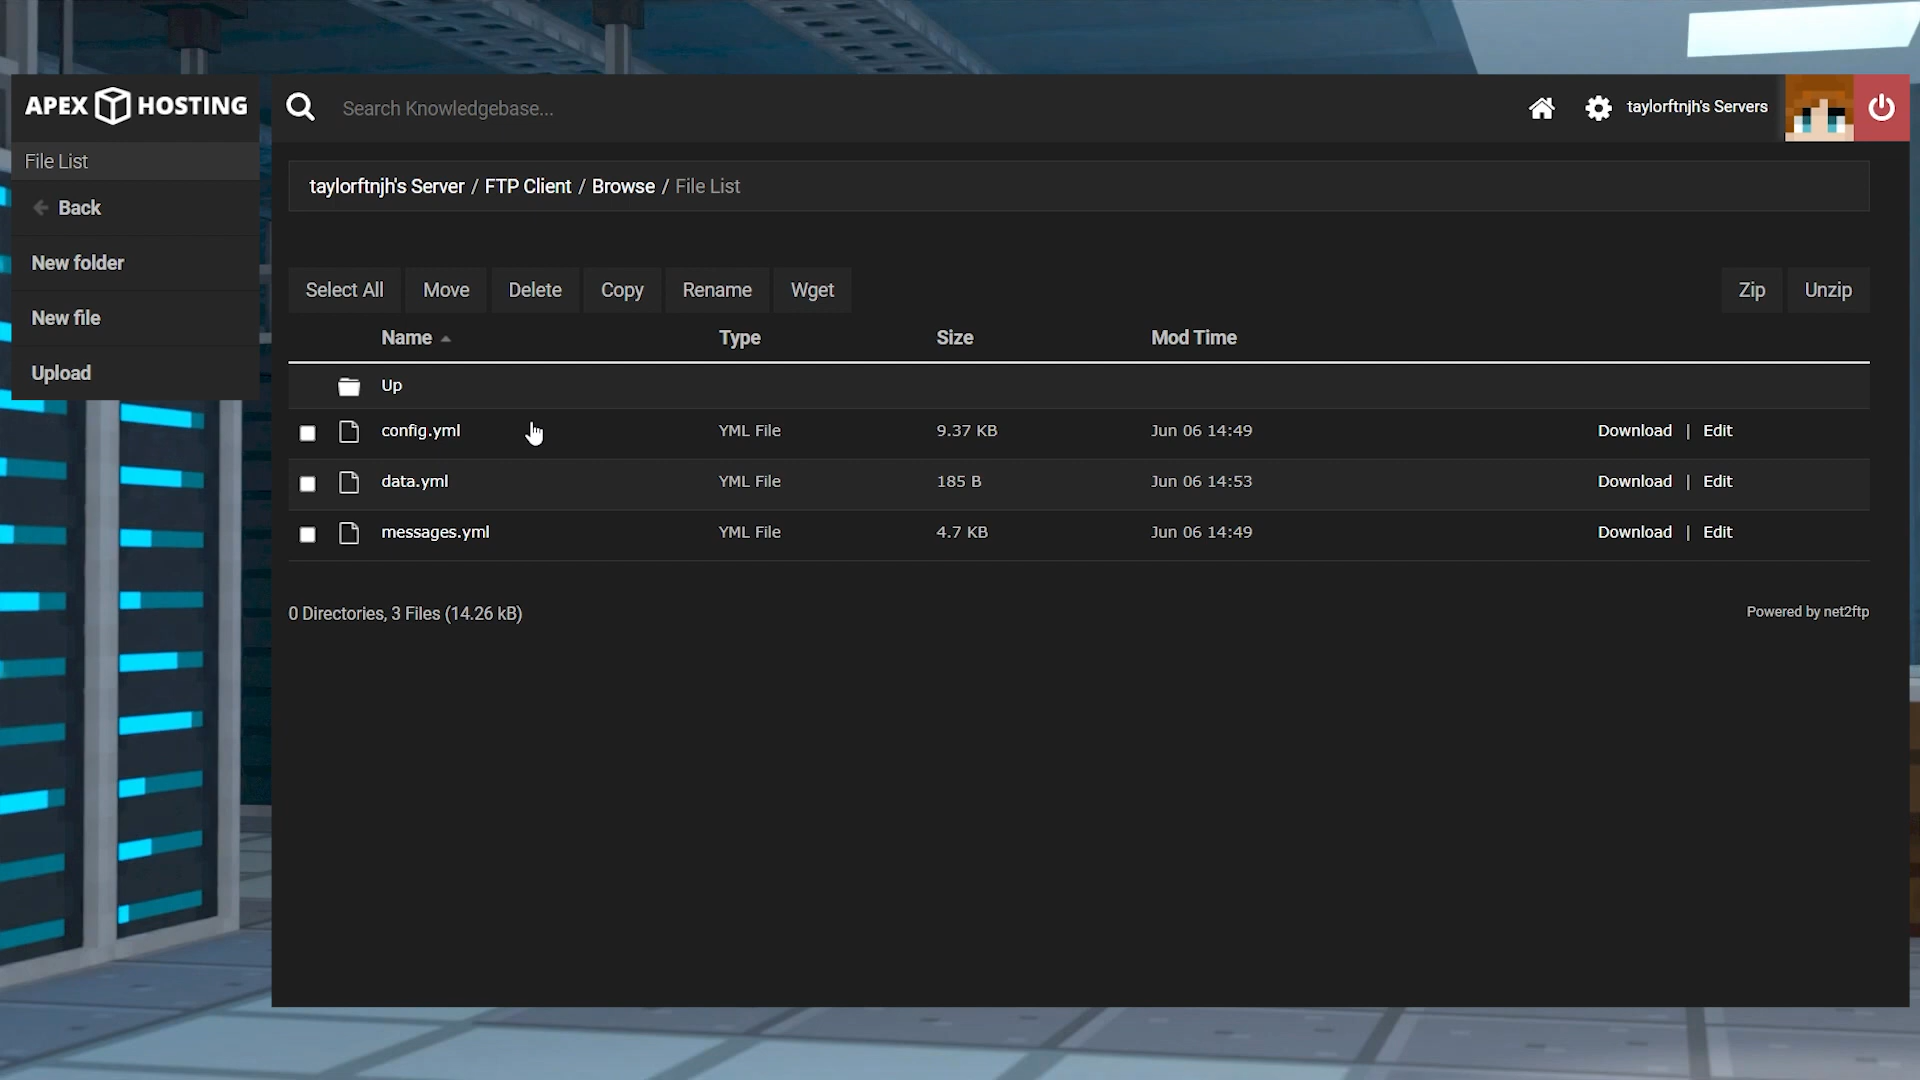 APEX HOSTING
Search Knowledgebase...
taylorftnjh's Servers
File List
Back
New folder
New file
Upload
taylorftnjh's Server / FTP Client / Browse / File List
Select All Move Delete Copy Rename Wget Zip Unzip
Name Type Size Mod Time
Up
config.yml YML File 9.37 KB Jun 06 14:49 Download | Edit
data.yml YML File 185 B Jun 06 14:53 Download | Edit
messages.yml YML File 4.7 KB Jun 06 14:49 Download | Edit
0 Directories, 3 Files (14.26 kB)
Powered by net2ftp